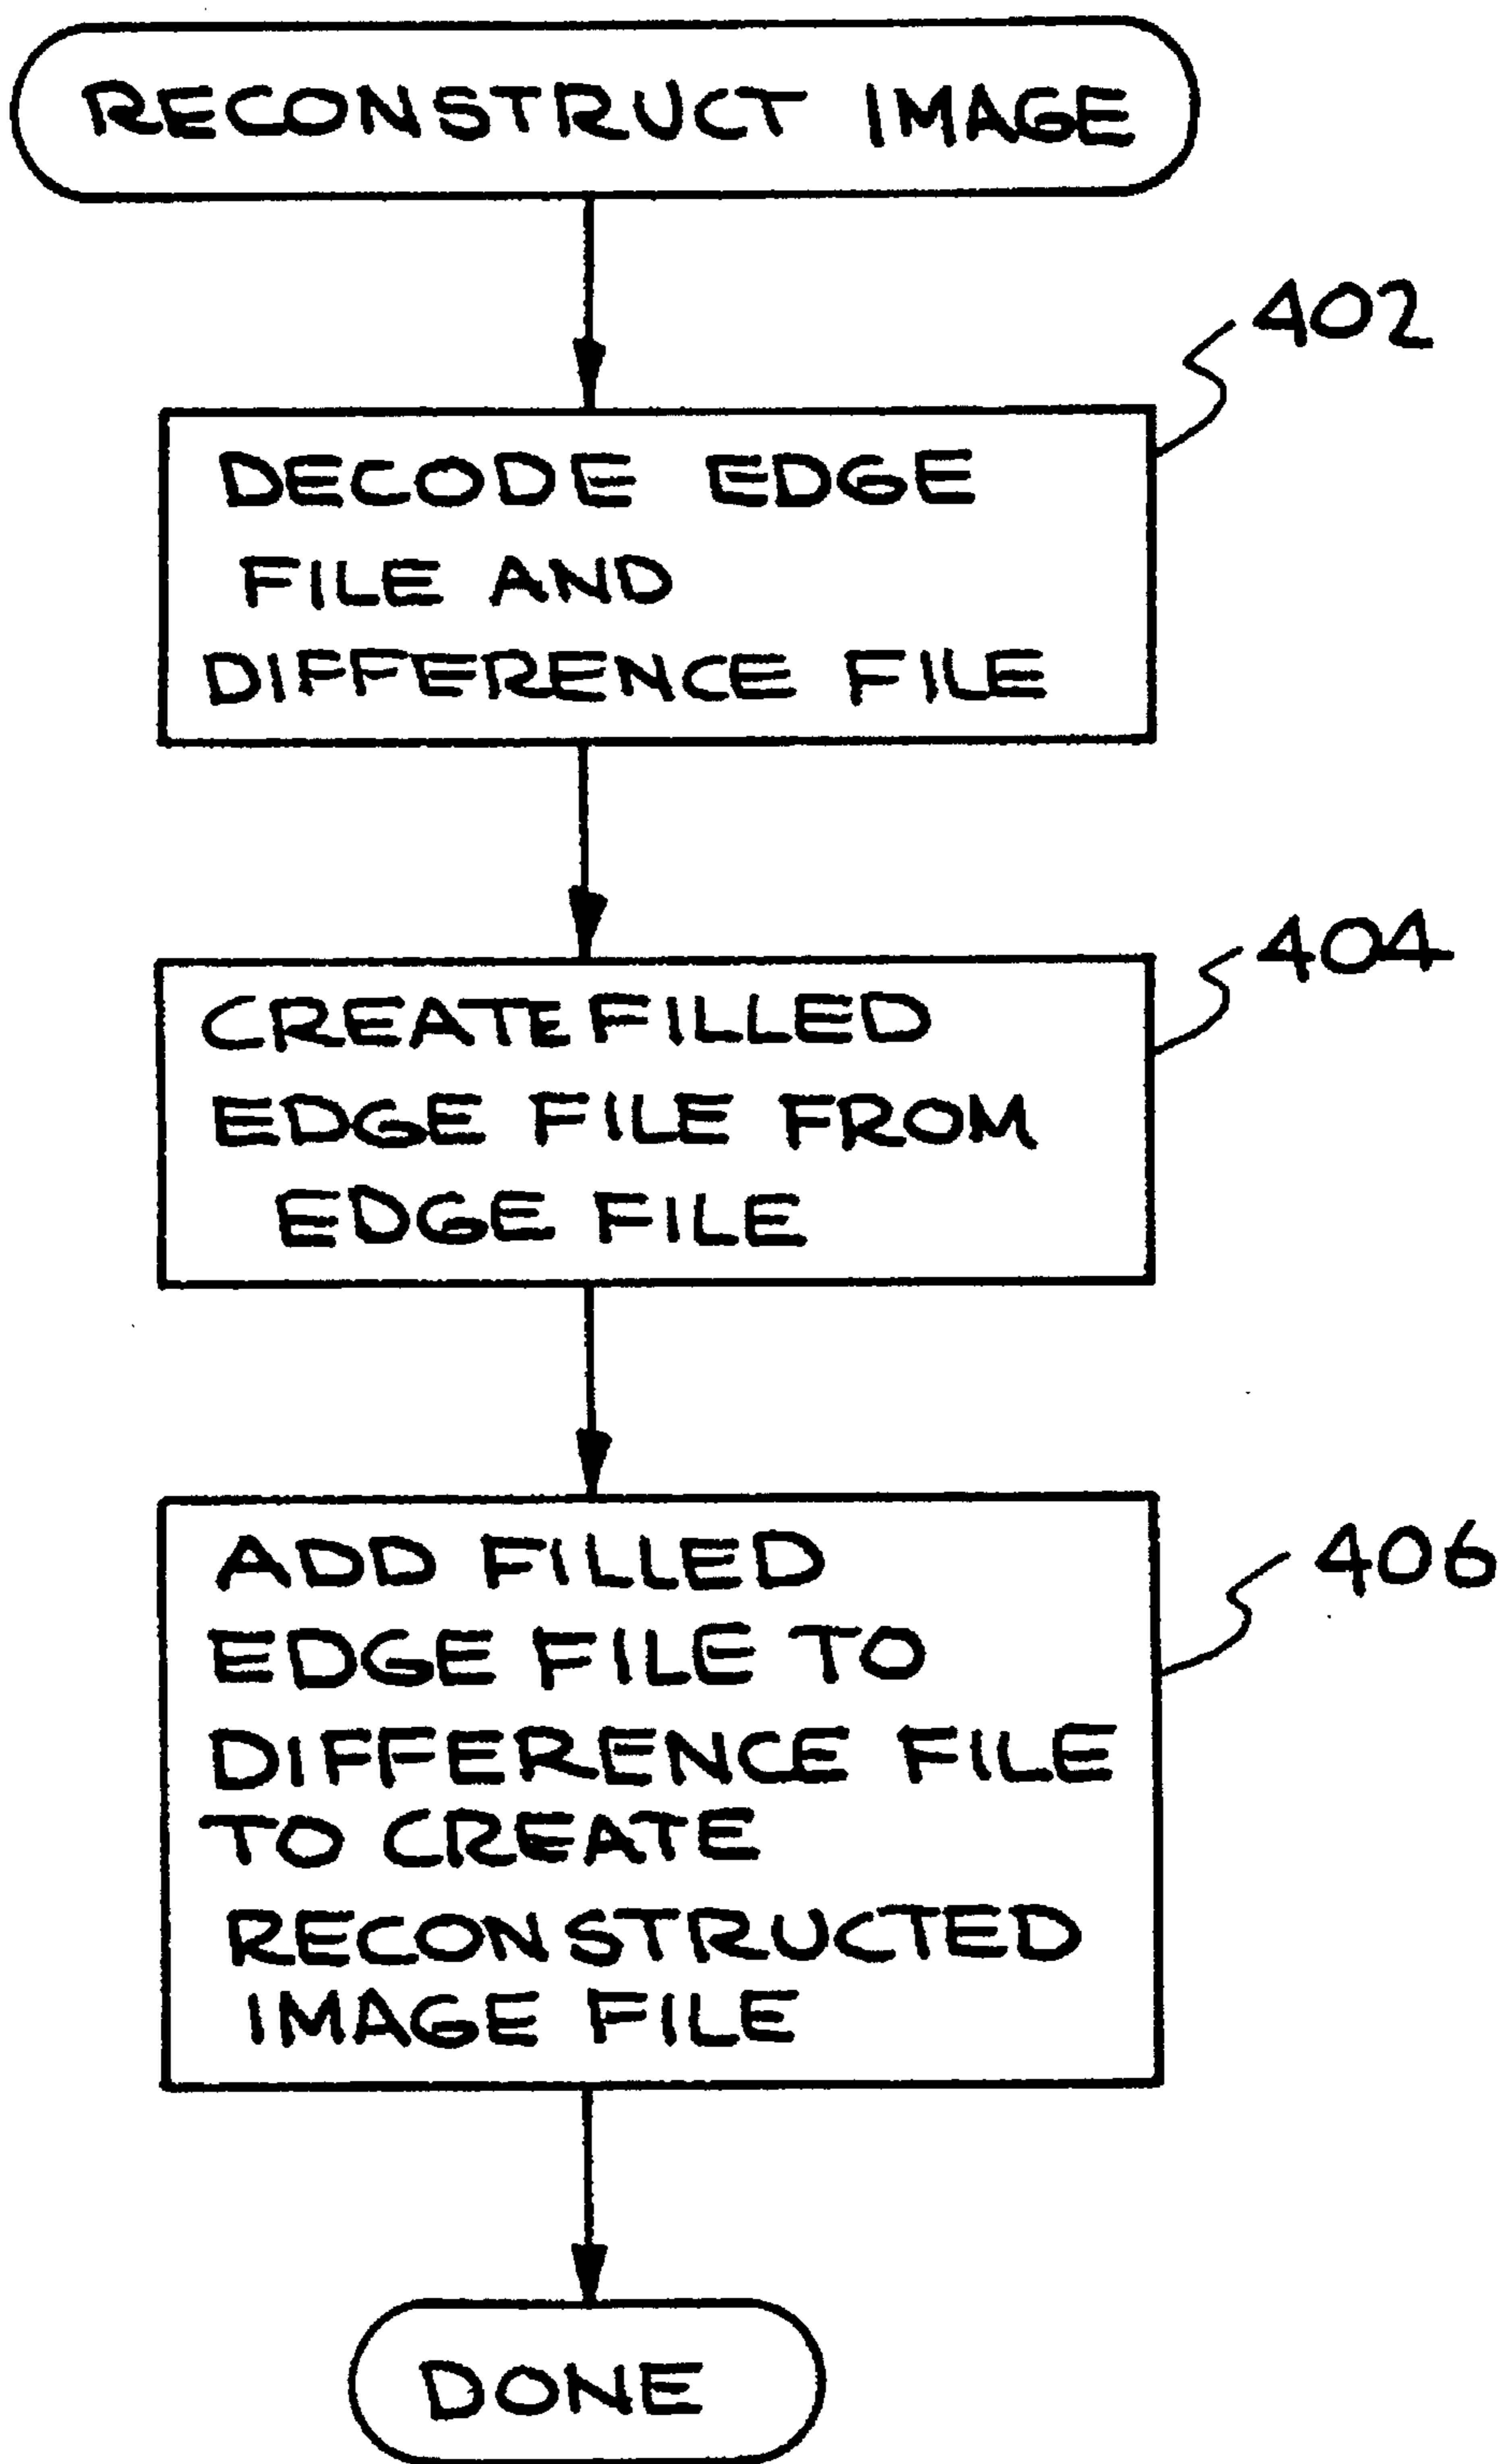 RECONSTRUCT IMAGE
402
DECODE EDGE
FILE AND
DIFFERENCE FILE
404
CREATE FILLED
EDGE FILE FROM
EDGE FILE
406
ADD FILLED
EDGE FILE TO
DIFFERENCE FILE
TO CREATE
RECONSTRUCTED
IMAGE FILE
DONE